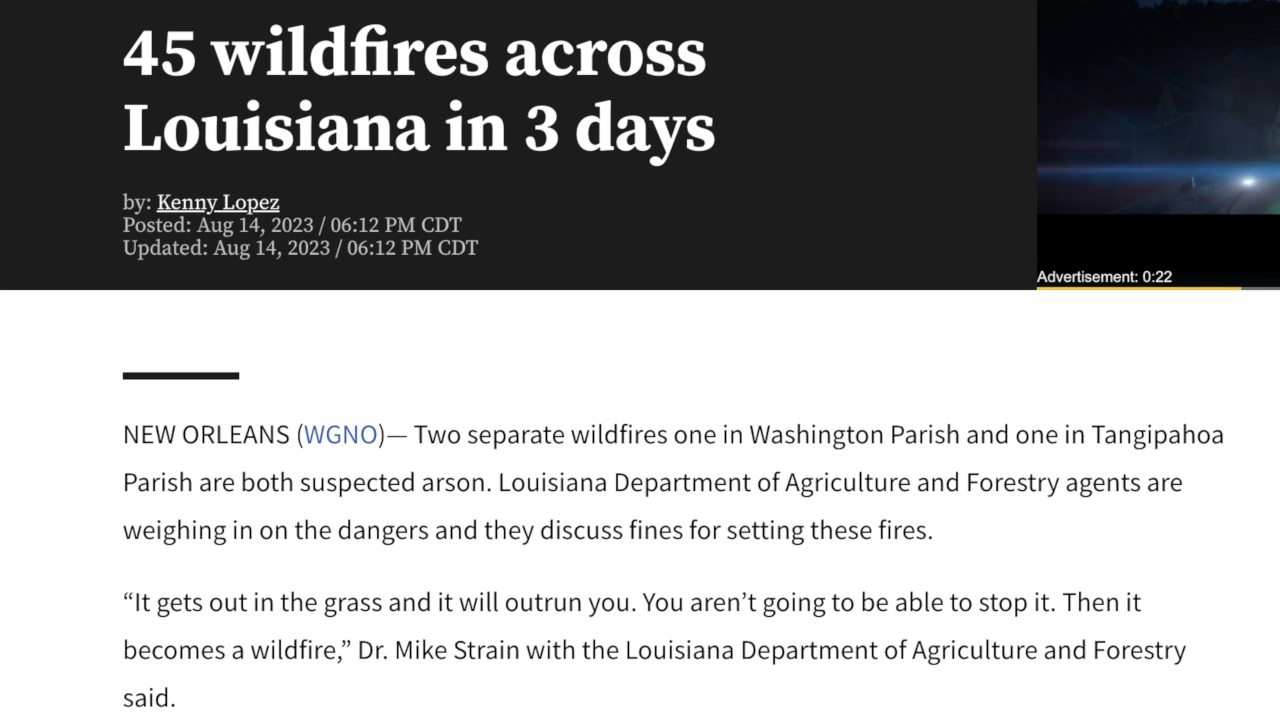 45 wildfires across
Louisiana in 3 days
by: Kenny Lopez
Posted: Aug 14, 2023 / 06:12 PM CDT
Updated: Aug 14, 2023 / 06:12 PM CDT
Advertisement: 0:22
NEW ORLEANS (WGNO)— Two separate wildfires one in Washington Parish and one in Tangipahoa
Parish are both suspected arson. Louisiana Department of Agriculture and Forestry agents are
weighing in on the dangers and they discuss fines for setting these fires.
“It gets out in the grass and it will outrun you. You aren’t going to be able to stop it. Then it
becomes a wildfire,” Dr. Mike Strain with the Louisiana Department of Agriculture and Forestry
said.